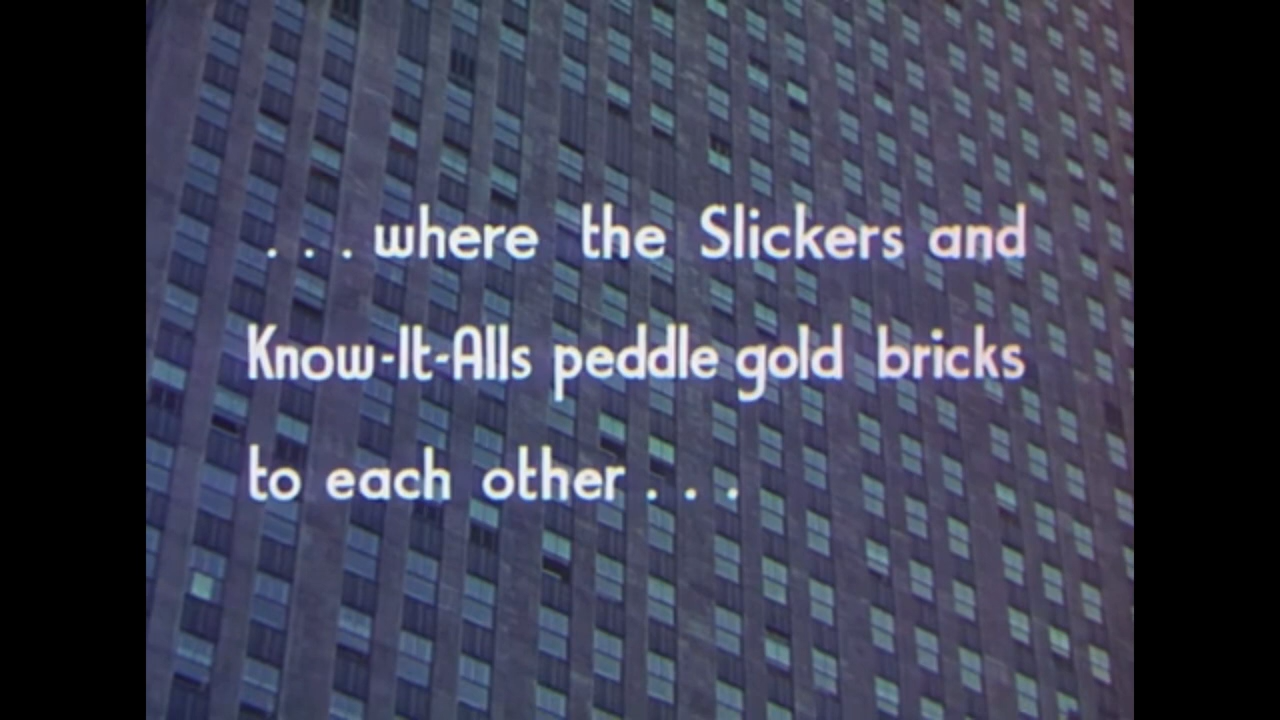 . . . where the Slickers and
Know-It-Alls peddle gold bricks
to each other . . .